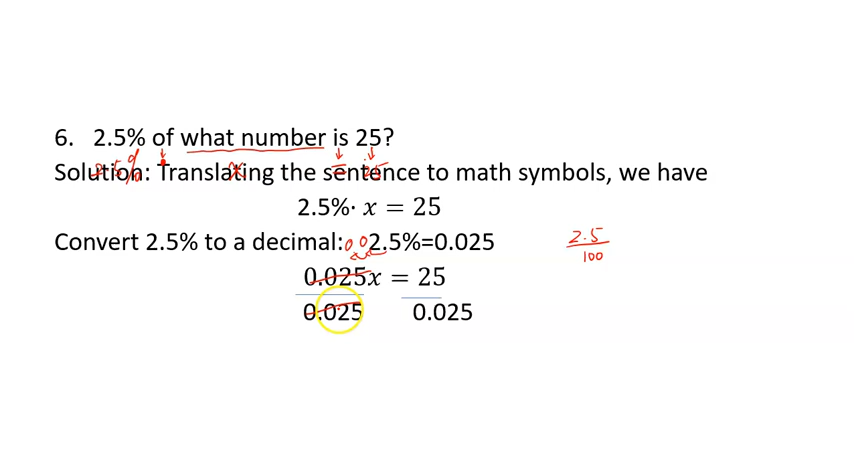 6. 2.5% of what number is 25?
Solution: Translating the sentence to math symbols, we have
2.5% · x = 25
Convert 2.5% to a decimal: 0 0 2.5%=0.025
2.5
100
0.025x = 25
0.025 0.025